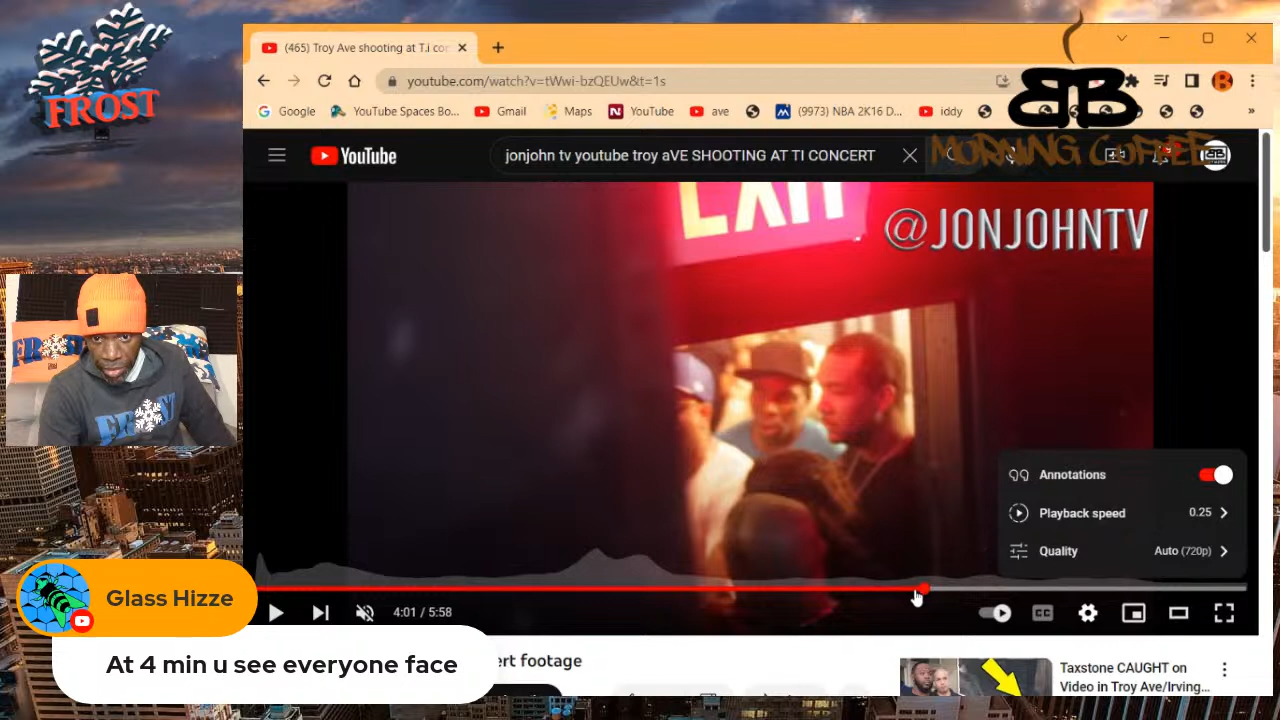 FROST
(465) Troy Ave shooting at T.i co
youtube.com/watch?v=tWwi-bzQEUw&t=1s
Google
YouTube Spaces Bo...
Gmail
Maps
YouTube
ave
(9973) NBA 2K16 D...
iddy
BB
MORNING COFFEE
YouTube
jonjohn tv youtube troy aVE SHOOTING AT TI CONCERT
EXIT
@JONJOHNTV
Annotations
Playback speed
0.25
Quality
Auto (720p)
4:01 / 5:58
CC
Glass Hizze
At 4 min u see everyone face
ert footage
Taxstone CAUGHT on
Video in Troy Ave/Irving...